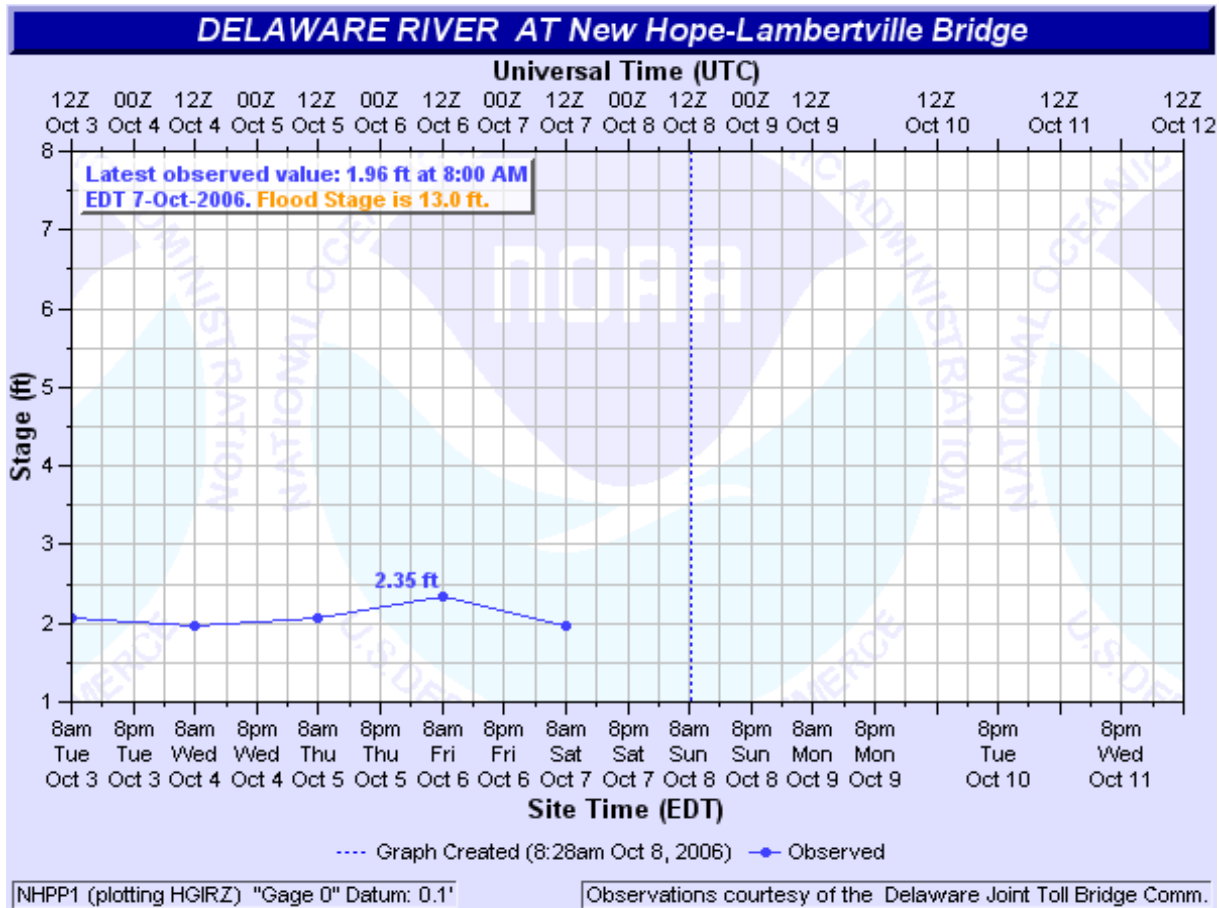 DELAWARE RIVER AT New Hope-Lambertville Bridge
Universal Time (UTC)
12Z 00Z 12Z 00Z 12Z 00Z 12Z 00Z 12Z 00Z 12Z 00Z 12Z 12Z 12Z 12Z
Oct 3 Oct 4 Oct 4 Oct 5 Oct 5 Oct 6 Oct 6 Oct 7 Oct 7 Oct 8 Oct 8 Oct 9 Oct 9 Oct 10 Oct 11 Oct 12
Latest observed value: 1.96 ft at 8:00 AM
EDT 7-Oct-2006. Flood Stage is 13.0 ft.
8
7
6
5
4
3
2
1
Stage (ft)
NOAA
NATIONAL OCEANIC
ADMINISTRATION
U.S. DEP
MERCE
2.35 ft
8am 8pm 8am 8pm 8am 8pm 8am 8pm 8am 8pm 8am 8pm 8am 8pm 8pm 8pm
Tue Tue Wed Wed Thu Thu Fri Fri Sat Sat Sun Sun Mon Mon Tue Wed
Oct 3 Oct 3 Oct 4 Oct 4 Oct 5 Oct 5 Oct 6 Oct 6 Oct 7 Oct 7 Oct 8 Oct 8 Oct 9 Oct 9 Oct 10 Oct 11
Site Time (EDT)
---- Graph Created (8:28am Oct 8, 2006) Observed
NHPP1 (plotting HGIRZ) "Gage 0" Datum: 0.1'
Observations courtesy of the Delaware Joint Toll Bridge Comm.